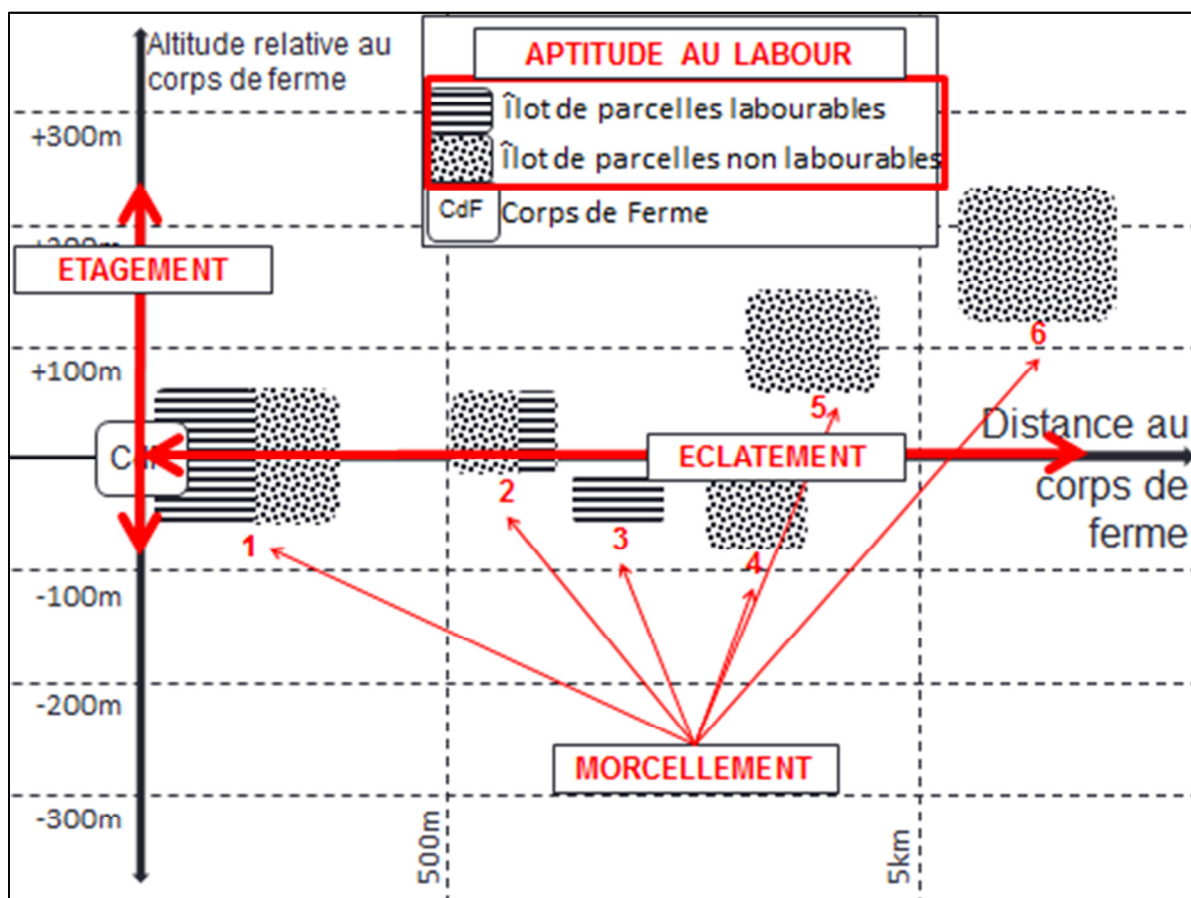 Altitude relative au
corps de ferme
APTITUDE AU LABOUR
Îlot de parcelles labourables
Îlot de parcelles non labourables
CdF
Corps de Ferme
+300m
ETAGEMENT
+100m
6
5
Distance au
corps de
ferme
ECLATEMENT
1
2
3
4
-100m
-200m
-300m
MORCELLEMENT
500m
5km